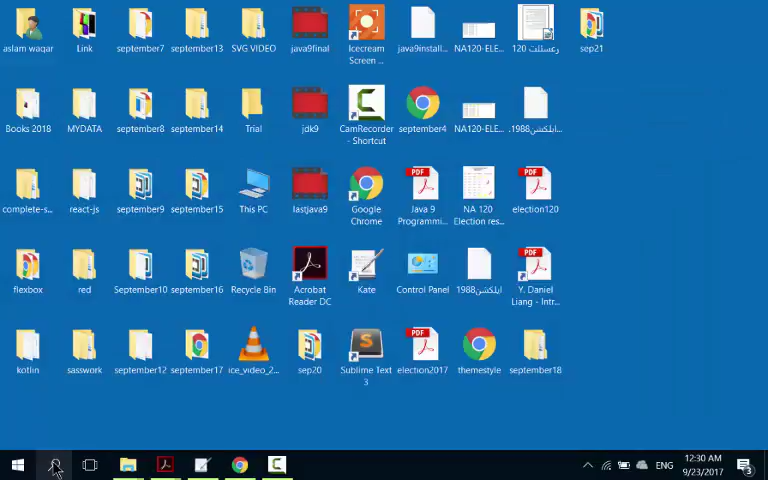 aslam waqar
Link
september7
september13
SVG VIDEO
java9final
Icecream
Screen ...
java9install...
NA120-ELE...
رعسئلت 120
sep21
Books 2018
MYDATA
september8
september14
Trial
jdk9
CamRecorder
- Shortcut
september4
NA120-ELE...
ايلکشن1988...
complete-s...
react-js
september9
september15
This PC
lastjava9
Google
Chrome
PDF
Java 9
Programmi...
NA 120
Election res...
PDF
election120
flexbox
red
September10
september16
Recycle Bin
Acrobat
Reader DC
Kate
Control Panel
ايلکشن1988
PDF
Y. Daniel
Liang - Intr...
kotlin
sasswork
september12
september17
ice_video_2...
sep20
Sublime Text
3
PDF
election2017
themestyle
september18
ENG
12:30 AM
9/23/2017
3